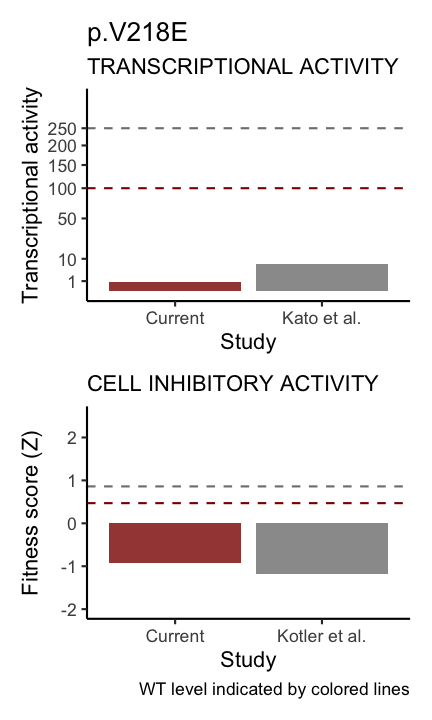 p.V218E
TRANSCRIPTIONAL ACTIVITY
Transcriptional activity
250
200
150
100
50
10
1
Current
Kato et al.
Study
CELL INHIBITORY ACTIVITY
Fitness score (Z)
2
1
0
-1
-2
Current
Kotler et al.
Study
WT level indicated by colored lines